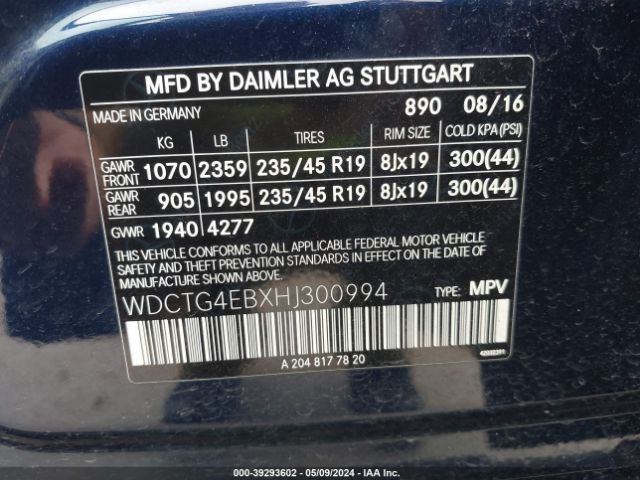 MFD BY DAIMLER AG STUTTGART
MADE IN GERMANY 890 08/16
KG LB TIRES RIM SIZE COLD KPA(PSI)
GAWR FRONT 1070 2359 235/45 R19 8Jx19 300(44)
GAWR REAR 905 1995 235/45 R19 8Jx19 300(44)
GVWR 1940 4277
THIS VEHICLE CONFORMS TO ALL APPLICABLE FEDERAL MOTOR VEHICLE
SAFETY AND THEFT PREVENTION STANDARDS IN EFFECT ON THE DATE OF
MANUFACTURE SHOWN ABOVE.
WDCTG4EBXHJ300994 TYPE: MPV
A 204 817 78 20
000-39293602 - 05/09/2024 - IAA Inc.